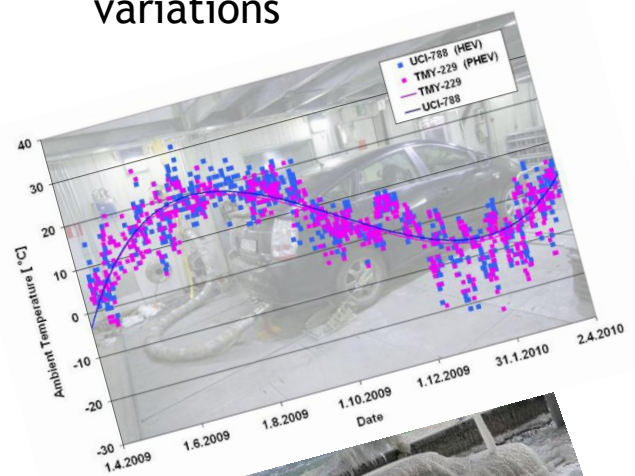 variations
UCI-788 (HEV)
TMY-229 (PHEV)
TMY-229
UCI-788
40
30
20
10
0
-10
-20
-30
Ambient Temperature [°C]
1.4.2009
1.6.2009
1.8.2009
1.10.2009
1.12.2009
31.1.2010
2.4.2010
Date